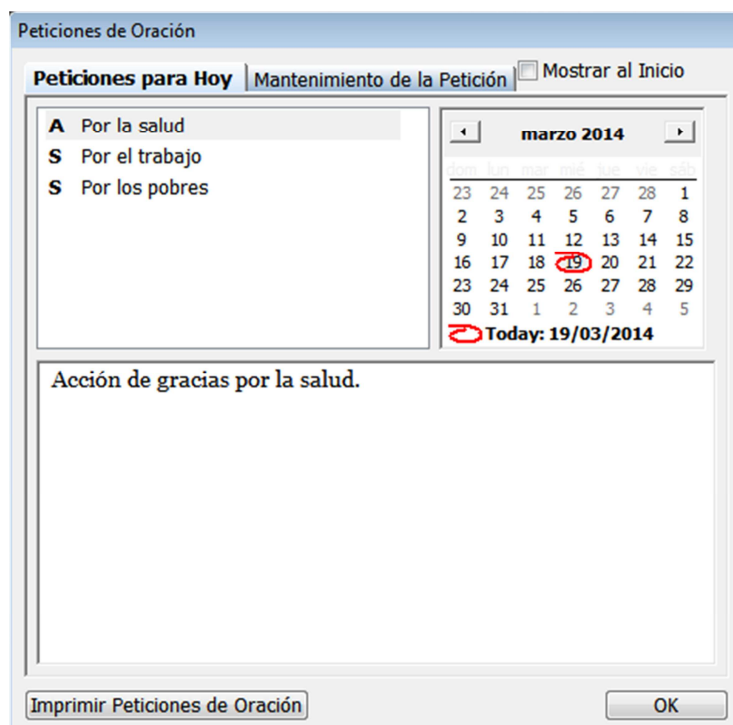 Peticiones de Oración
Peticiones para Hoy Mantenimiento de la Petición Mostrar al Inicio
A Por la salud
S Por el trabajo
S Por los pobres
marzo 2014
dom lun mar mié jue vie sáb
23 24 25 26 27 28 1
2 3 4 5 6 7 8
9 10 11 12 13 14 15
16 17 18 19 20 21 22
23 24 25 26 27 28 29
30 31 1 2 3 4 5
Today: 19/03/2014
Acción de gracias por la salud.
Imprimir Peticiones de Oración OK